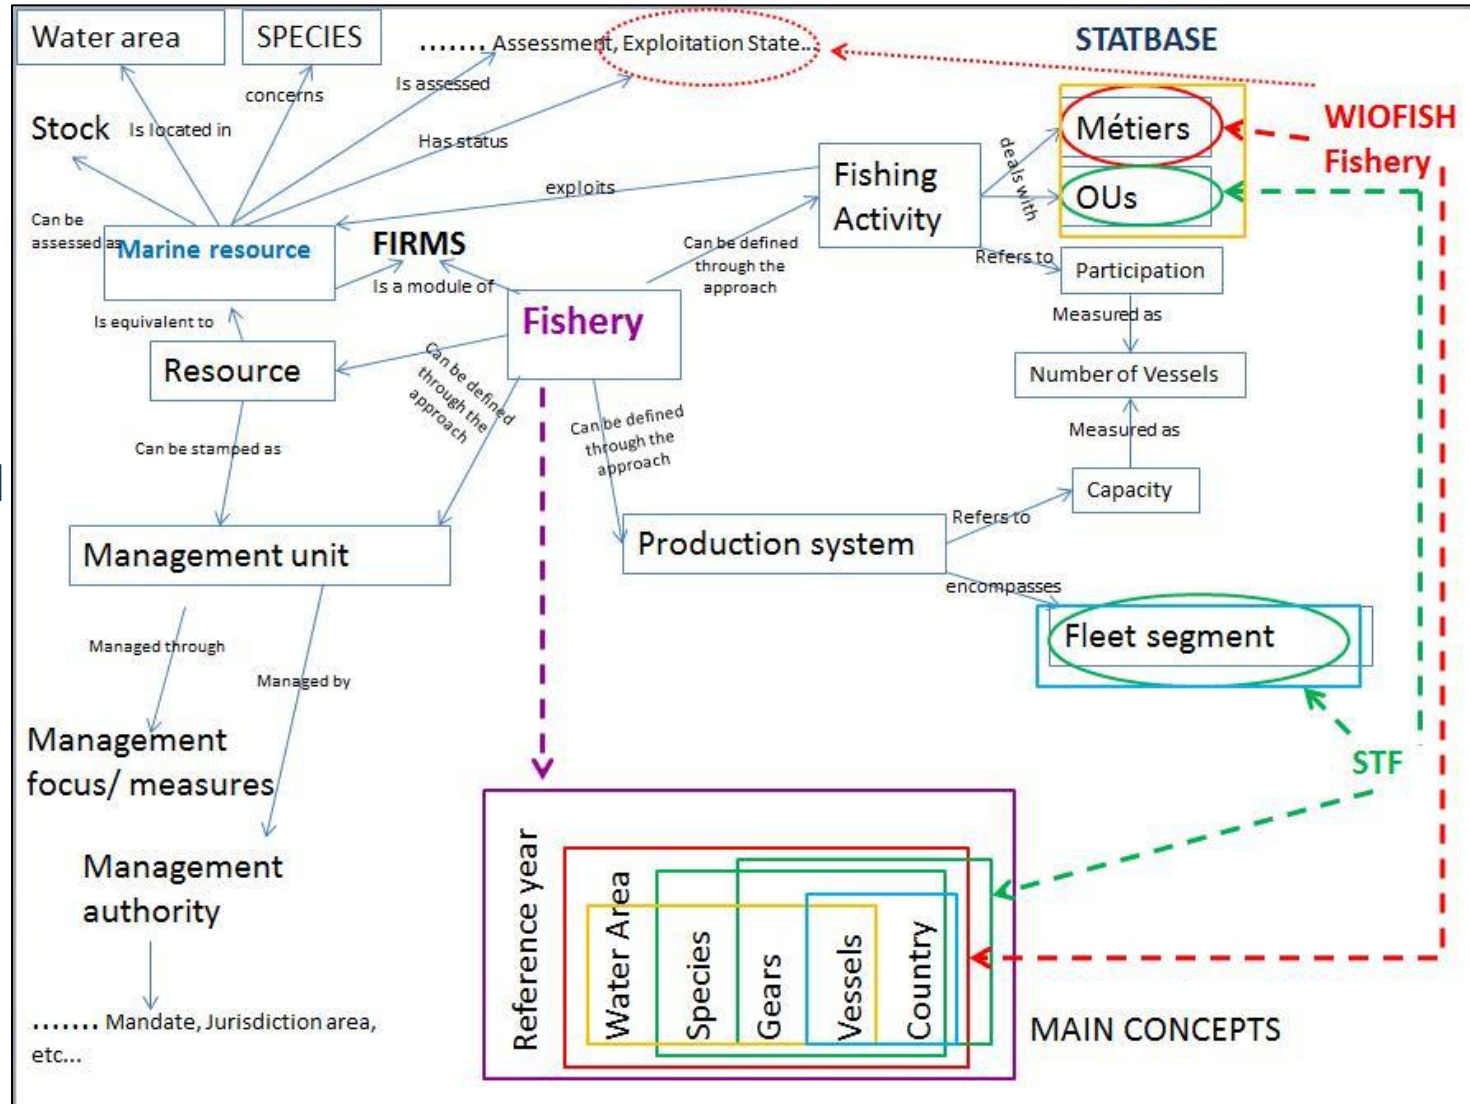 Water area
SPECIES
....... Assessment, Exploitation State...
STATBASE
concerns
Is assessed
Stock
Is located in
Has status
Métiers
WIOFISH
Fishery
deals with
Fishing
Activity
OUs
exploits
Can be
assessed as
Marine resource
FIRMS
Can be defined
through the
approach
Refers to
Participation
Is a module of
Measured as
Is equivalent to
Fishery
Resource
Can be defined
through the
approach
Number of Vessels
Can be defined
through the
approach
Measured as
Can be stamped as
Capacity
Refers to
Management unit
Production system
encompasses
Fleet segment
Managed through
Managed by
Management
focus/ measures
STF
Management
authority
Reference year
Water Area
Species
Gears
Vessels
Country
MAIN CONCEPTS
....... Mandate, Jurisdiction area,
etc...